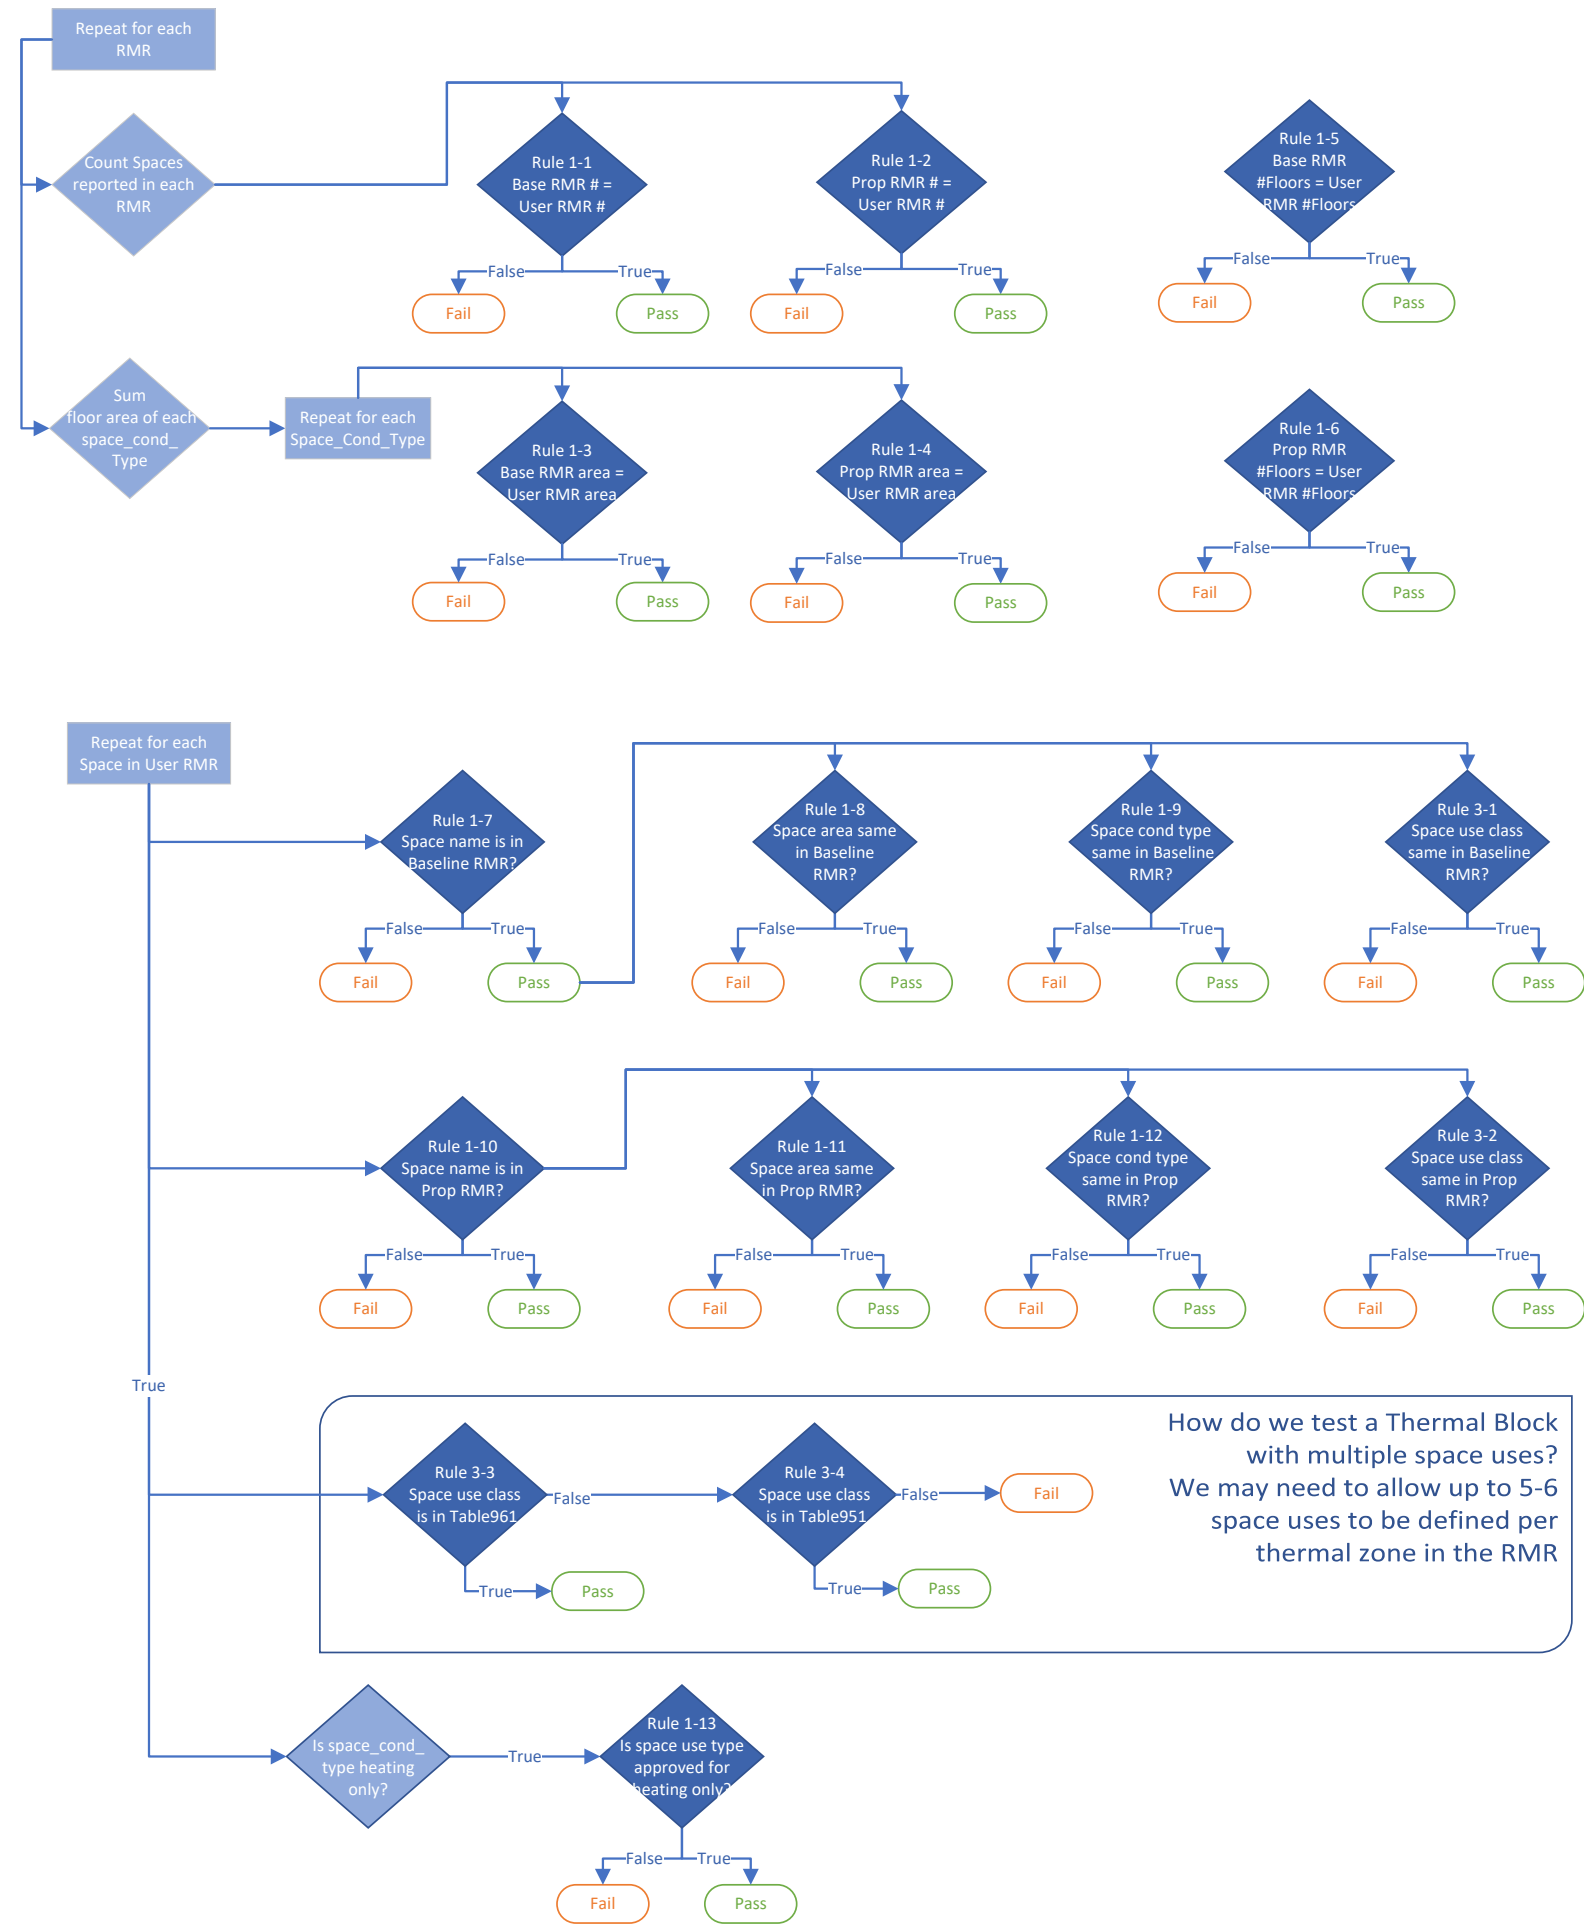 Repeat for each
RMR
Count Spaces
reported in each
RMR
Rule 1-1
Base RMR # =
User RMR #
False
True
Fail
Pass
Rule 1-2
Prop RMR # =
User RMR #
False
True
Fail
Pass
Rule 1-5
Base RMR
#Floors = User
RMR #Floors
False
True
Fail
Pass
Sum
floor area of each
space_cond_
Type
Repeat for each
Space_Cond_Type
Rule 1-3
Base RMR area =
User RMR area
False
True
Fail
Pass
Rule 1-4
Prop RMR area =
User RMR area
False
True
Fail
Pass
Rule 1-6
Prop RMR
#Floors = User
RMR #Floors
False
True
Fail
Pass
Repeat for each
Space in User RMR
Rule 1-7
Space name is in
Baseline RMR?
False
True
Fail
Pass
Rule 1-8
Space area same
in Baseline
RMR?
False
True
Fail
Pass
Rule 1-9
Space cond type
same in Baseline
RMR?
False
True
Fail
Pass
Rule 3-1
Space use class
same in Baseline
RMR?
False
True
Fail
Pass
Rule 1-10
Space name is in
Prop RMR?
False
True
Fail
Pass
Rule 1-11
Space area same
in Prop RMR?
False
True
Fail
Pass
Rule 1-12
Space cond type
same in Prop
RMR?
False
True
Fail
Pass
Rule 3-2
Space use class
same in Prop
RMR?
False
True
Fail
Pass
True
Rule 3-3
Space use class
is in Table961
False
True
Pass
Rule 3-4
Space use class
is in Table951
False
Fail
True
Pass
How do we test a Thermal Block
with multiple space uses?
We may need to allow up to 5-6
space uses to be defined per
thermal zone in the RMR
Is space_cond_
type heating
only?
True
Rule 1-13
Is space use type
approved for
heating only?
False
True
Fail
Pass